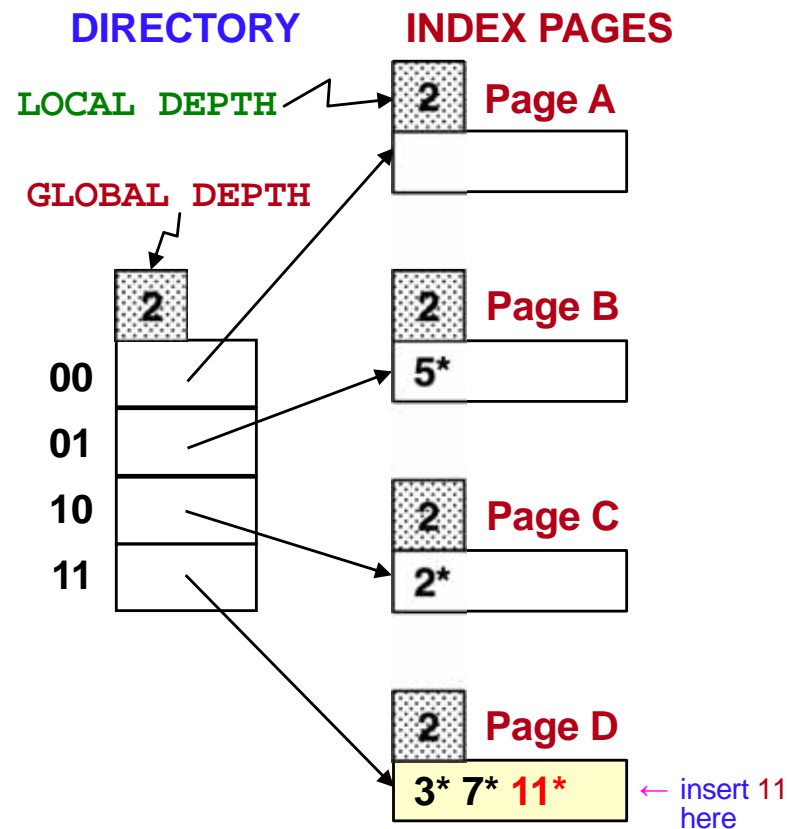 DIRECTORY
INDEX PAGES
LOCAL DEPTH
2 Page A
GLOBAL DEPTH
2
2 Page B
00
5*
01
10
2 Page C
11
2*
2 Page D
3* 7* 11*
← insert 11
here